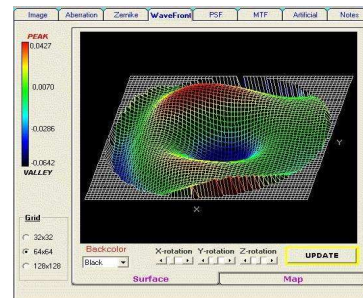 Image Aberration Zernike WaveFront PSF MTF Artificial Notes
PEAK
0.0427
0.0070
-0.0286
-0.0642
VALLEY
Y
X
Grid
32x32
64x64
128x128
Backcolor
Black
X-rotation Y-rotation Z-rotation
UPDATE
Surface Map